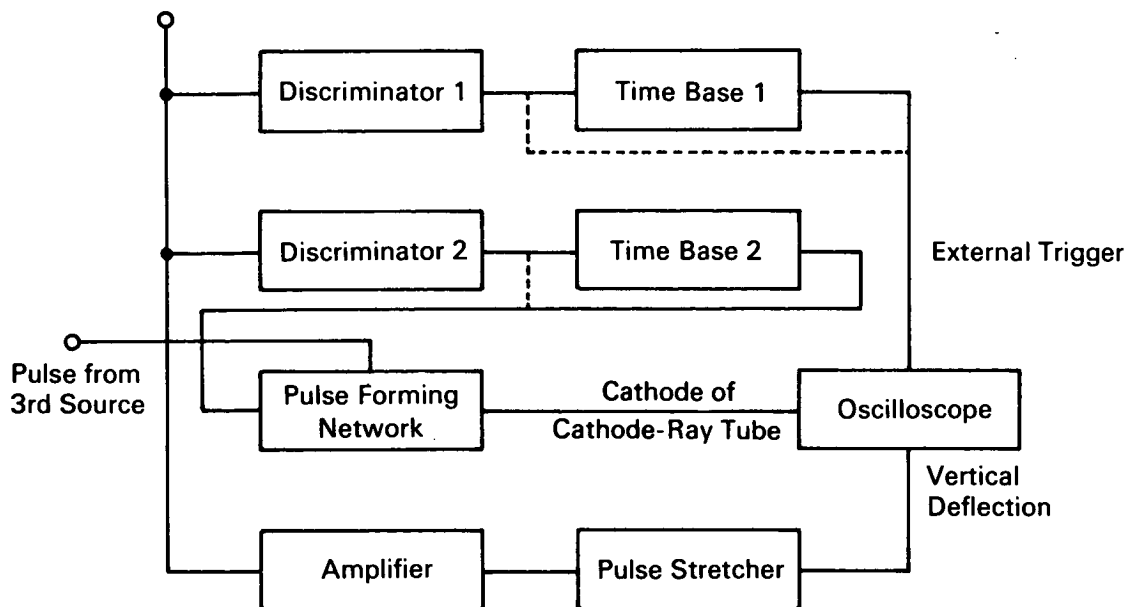 Discriminator 1
Time Base 1
Discriminator 2
Time Base 2
External Trigger
Pulse from
3rd Source
Pulse Forming
Network
Cathode of
Cathode-Ray Tube
Oscilloscope
Vertical
Deflection
Amplifier
Pulse Stretcher